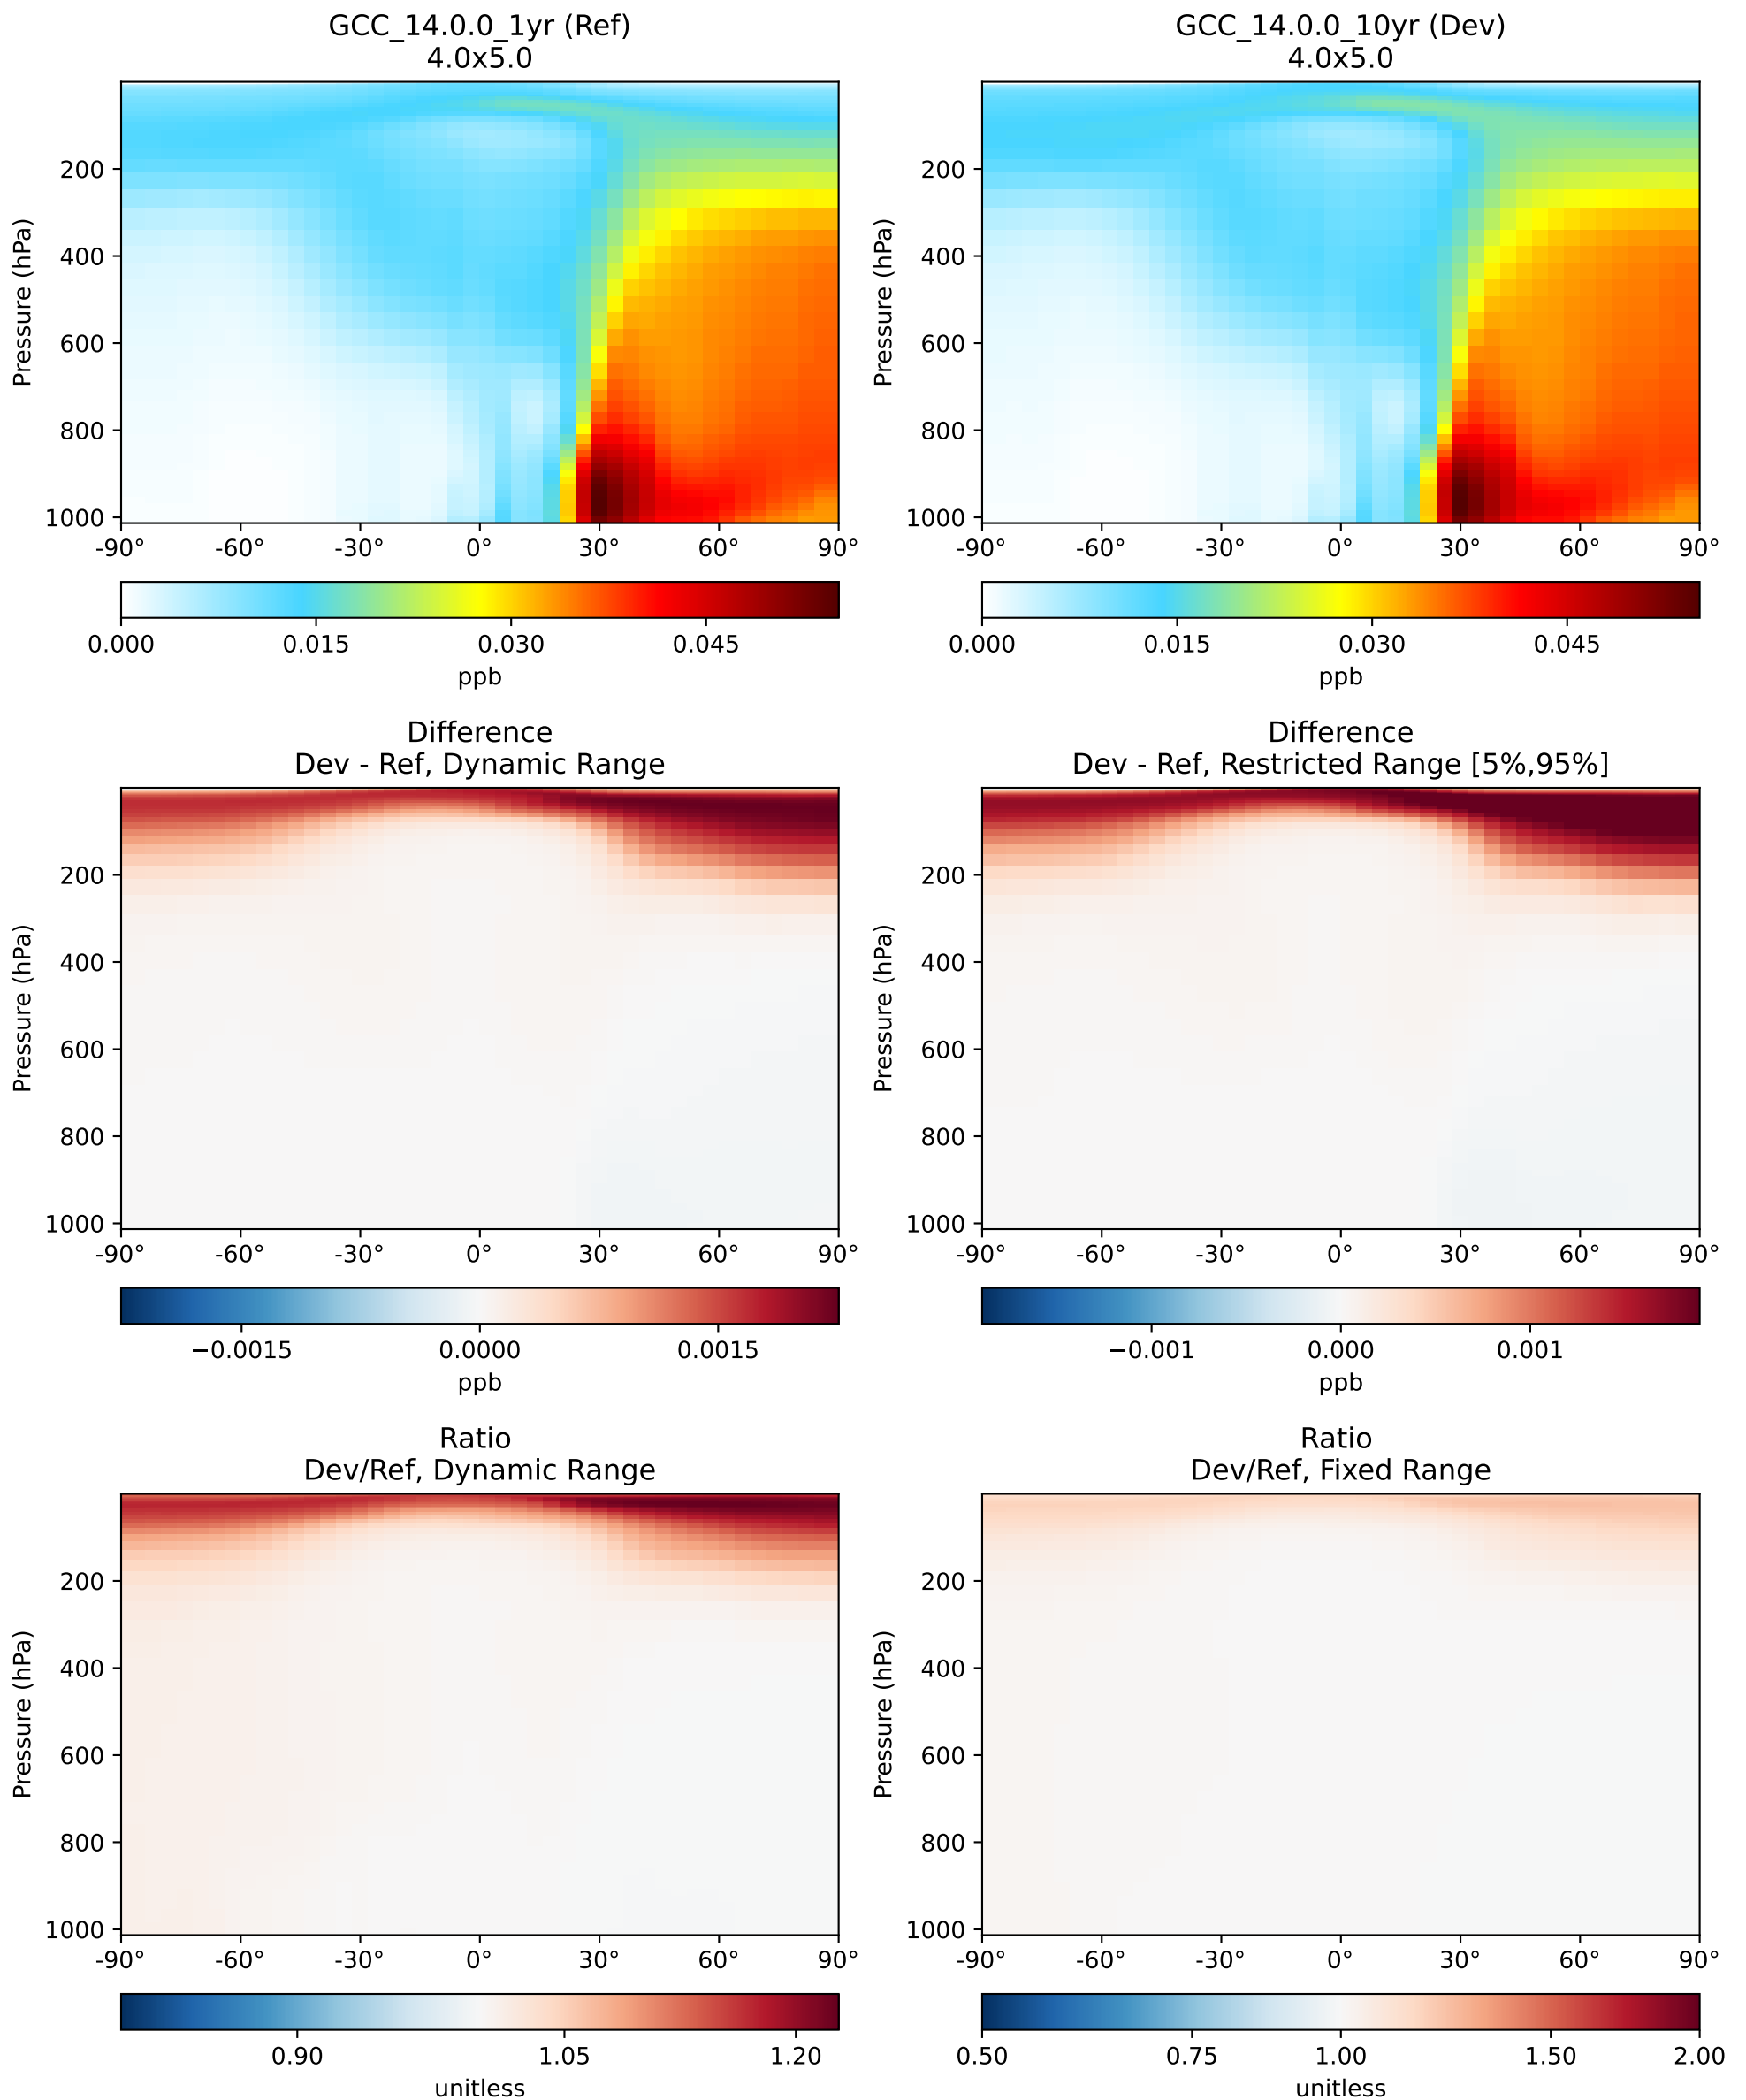 GCC_14.0.0_1yr (Ref)
4.0x5.0
GCC_14.0.0_10yr (Dev)
4.0x5.0
Pressure (hPa)
200
400
600
800
1000
-90° -60° -30° 0° 30° 60° 90°
0.000 0.015 0.030 0.045
ppb
Pressure (hPa)
200
400
600
800
1000
-90° -60° -30° 0° 30° 60° 90°
0.000 0.015 0.030 0.045
ppb
Difference
Dev - Ref, Dynamic Range
Pressure (hPa)
200
400
600
800
1000
-90° -60° -30° 0° 30° 60° 90°
−0.0015 0.0000 0.0015
ppb
Difference
Dev - Ref, Restricted Range [5%,95%]
Pressure (hPa)
200
400
600
800
1000
-90° -60° -30° 0° 30° 60° 90°
−0.001 0.000 0.001
ppb
Ratio
Dev/Ref, Dynamic Range
Pressure (hPa)
200
400
600
800
1000
-90° -60° -30° 0° 30° 60° 90°
0.90 1.05 1.20
unitless
Ratio
Dev/Ref, Fixed Range
Pressure (hPa)
200
400
600
800
1000
-90° -60° -30° 0° 30° 60° 90°
0.50 0.75 1.00 1.50 2.00
unitless